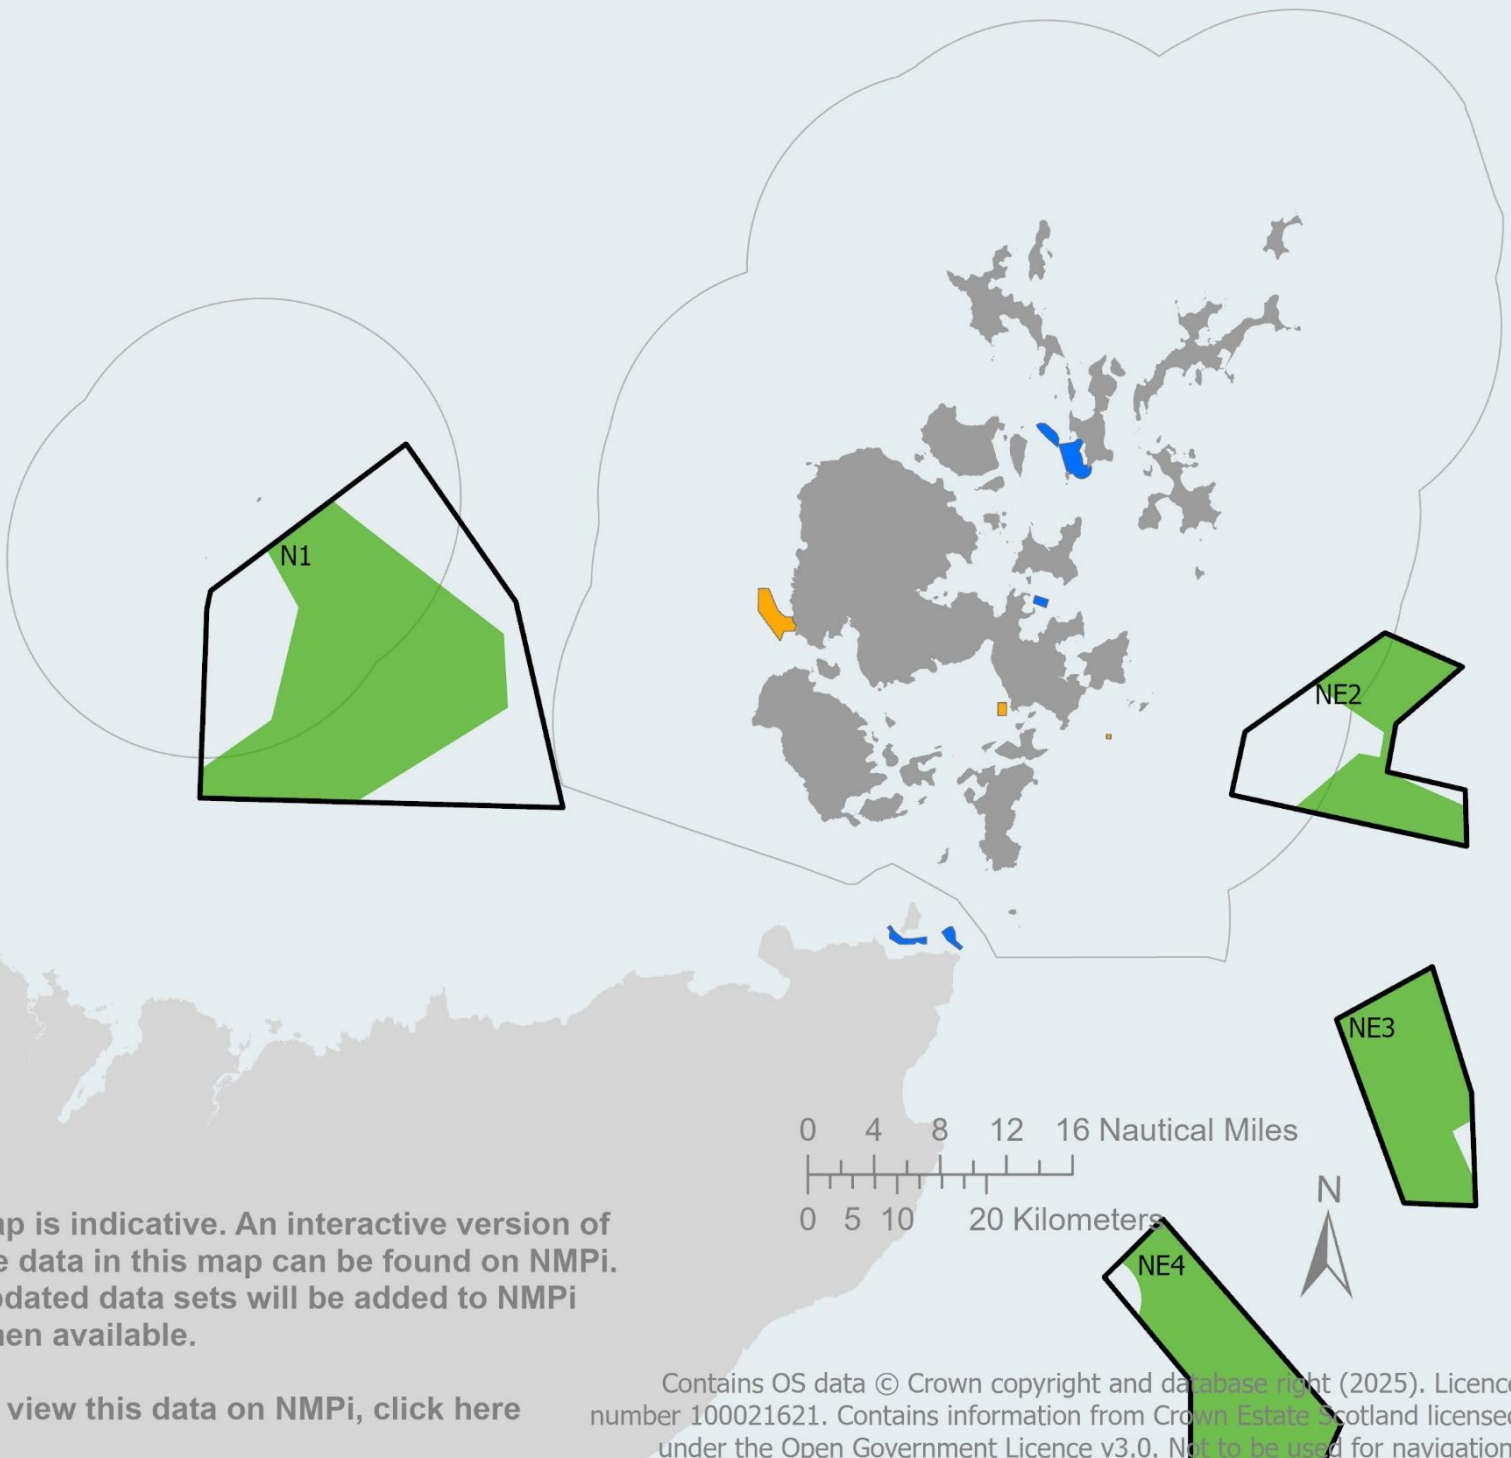 N1
NE2
NE3
0 4 8 12 16 Nautical Miles
0 5 10 20 Kilometers
N
NE4
ap is indicative. An interactive version of
e data in this map can be found on NMPi.
pdated data sets will be added to NMPi
hen available.
view this data on NMPi, click here
Contains OS data © Crown copyright and database right (2025). Licence
number 100021621. Contains information from Crown Estate Scotland licensed
under the Open Government Licence v3.0. Not to be used for navigation